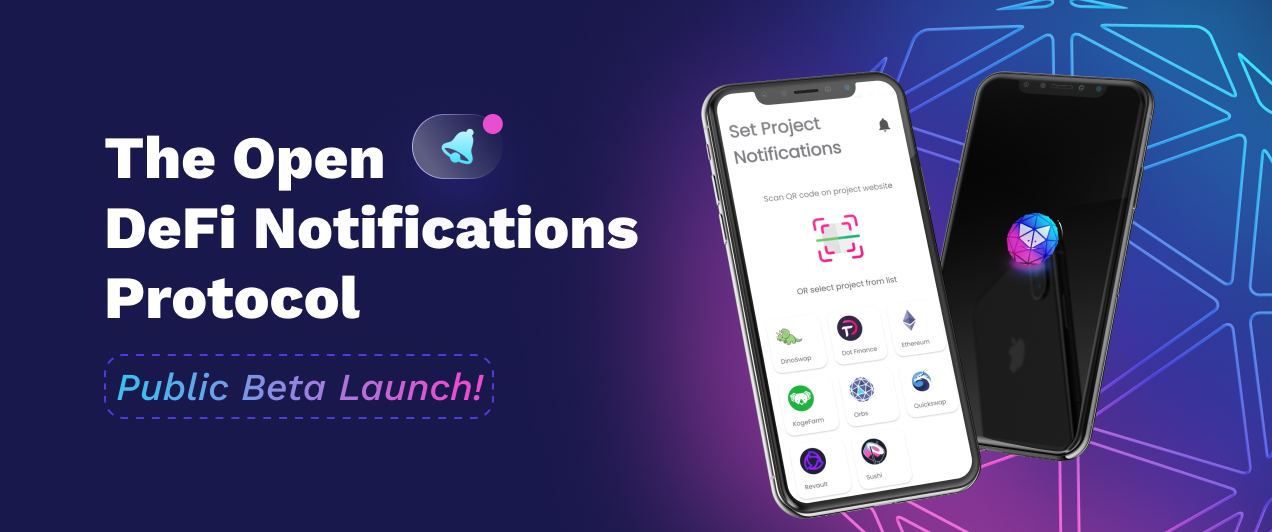 The Open
DeFi Notifications
Protocol
Public Beta Launch!
Set Project
Notifications
Scan QR code on project website
OR select project from list
DinoSwap
Dot Finance
Ethereum
KogeFarm
Orbs
Quickswap
Revault
Sushi